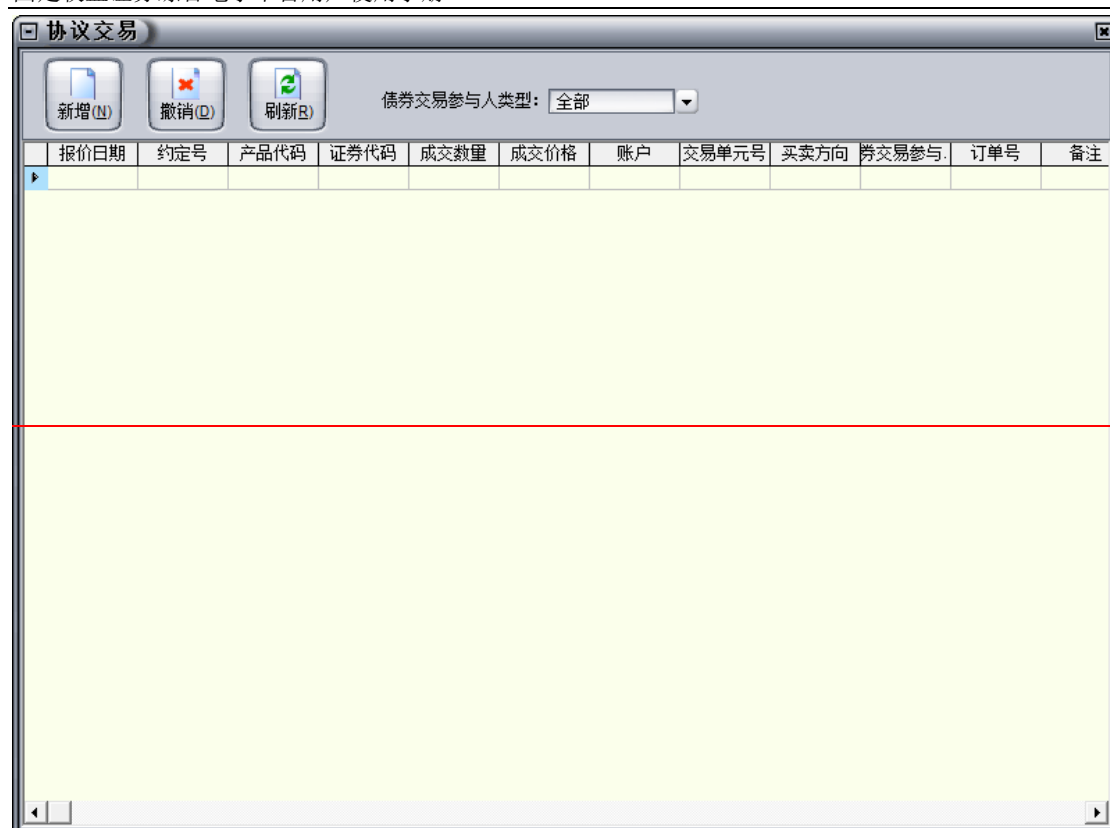 协议交易
新增(N) 撤销(D) 刷新R) 债券交易参与人类型: 全部
报价日期 约定号 产品代码 证券代码 成交数量 成交价格 账户 交易单元号 买卖方向 券交易参与. 订单号 备注